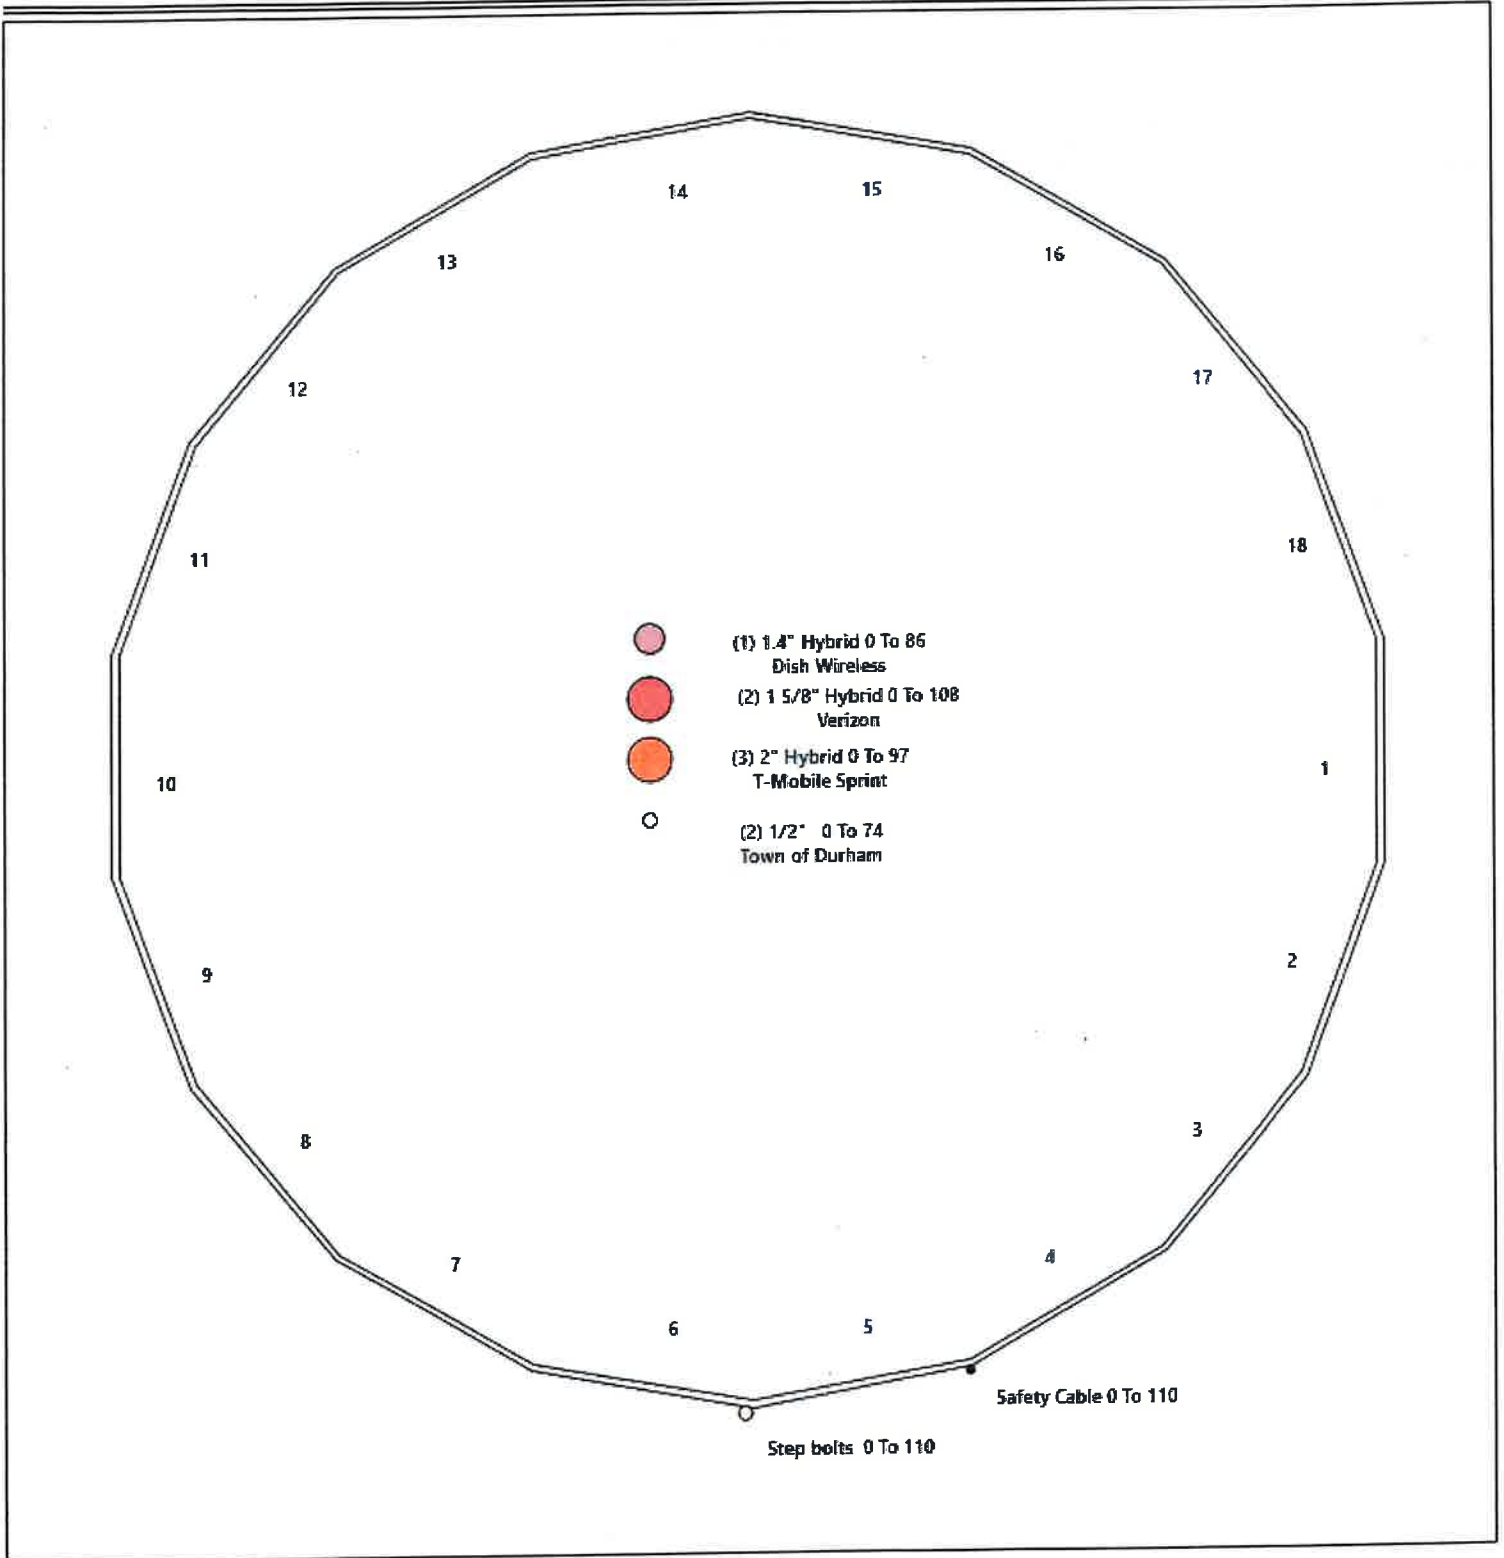 14
15
13
16
12
17
11
18
(1) 1.4" Hybrid 0 To 86
Dish Wireless
(2) 1 5/8" Hybrid 0 To 108
Verizon
(3) 2" Hybrid 0 To 97
T-Mobile Sprint
10
1
(2) 1/2" 0 To 74
Town of Durham
9
2
8
3
7
4
6
5
Safety Cable 0 To 110
Step bolts 0 To 110